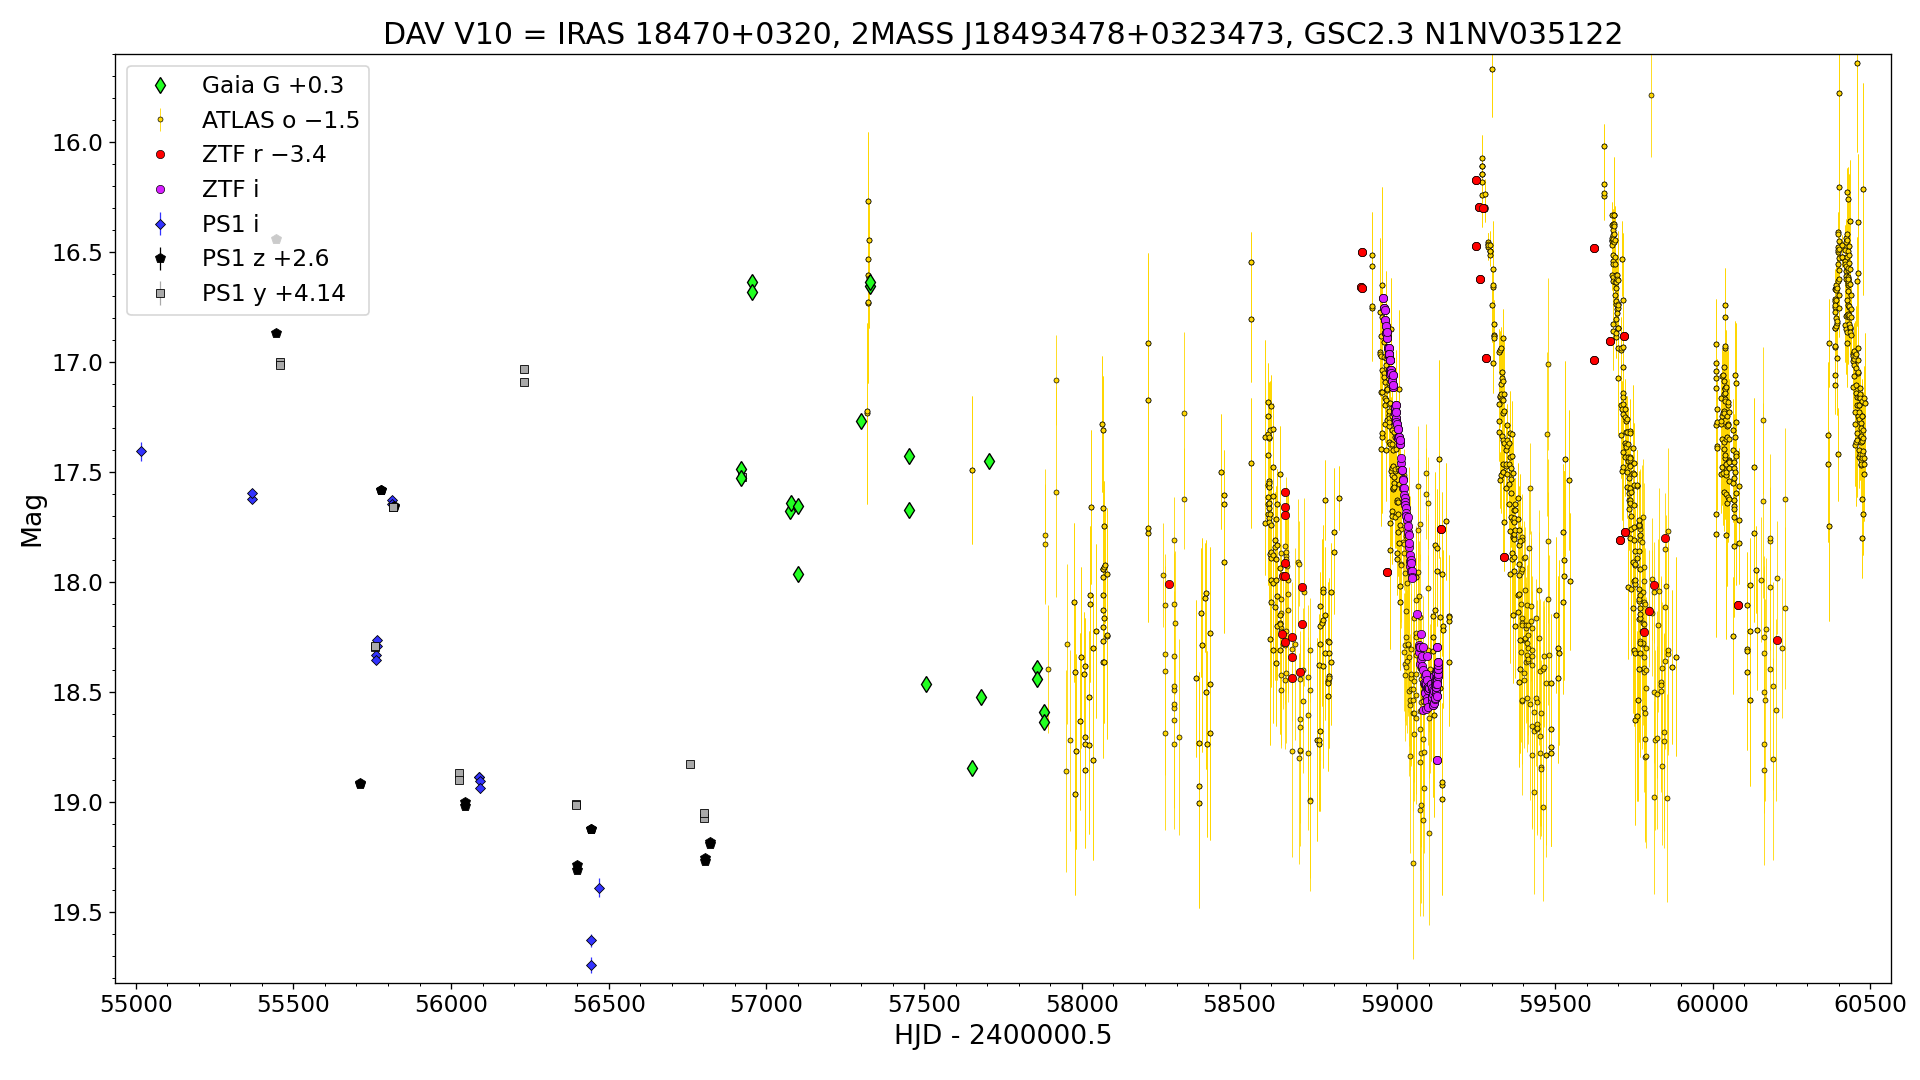 DAV V10 = IRAS 18470+0320, 2MASS J18493478+0323473, GSC2.3 N1NV035122
Gaia G +0.3
ATLAS o −1.5
ZTF r −3.4
ZTF i
PS1 i
PS1 z +2.6
PS1 y +4.14
Mag
16.0
16.5
17.0
17.5
18.0
18.5
19.0
19.5
55000 55500 56000 56500 57000 57500 58000 58500 59000 59500 60000 60500
HJD - 2400000.5